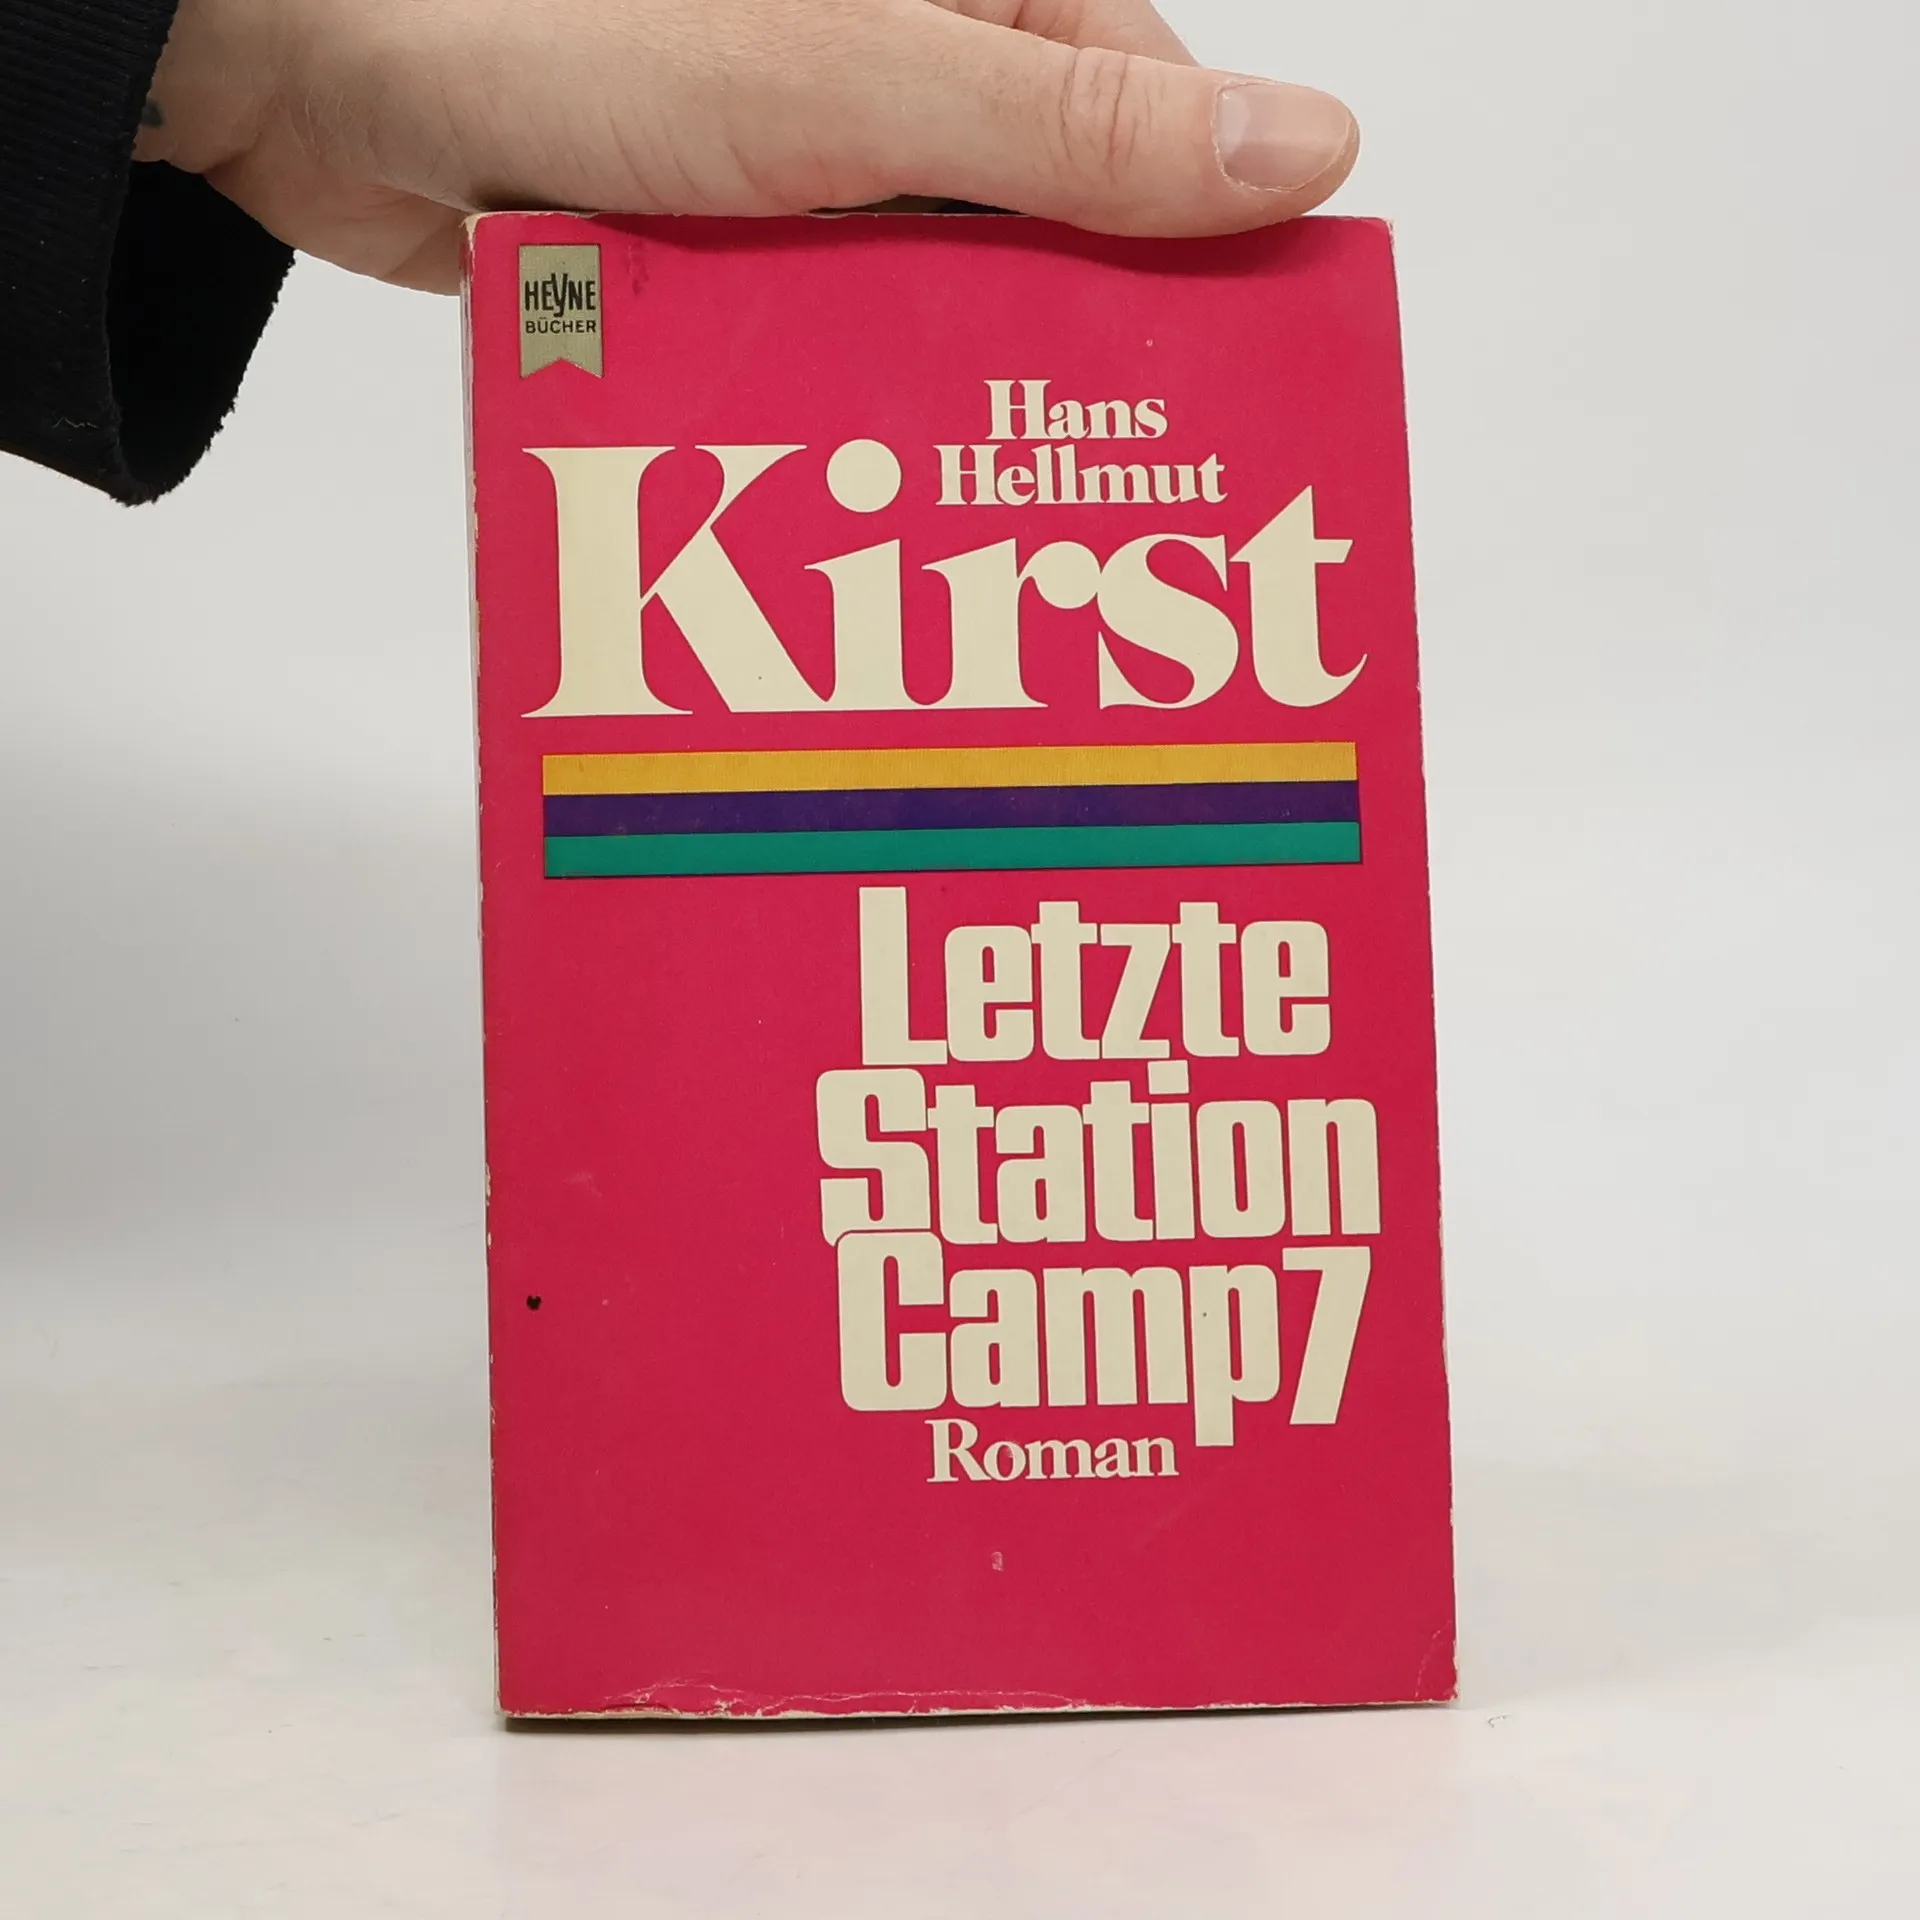 HEYNE
BÜCHER
Hans
Hellmut
Kirst
Letzte
Station
Camp 7
Roman